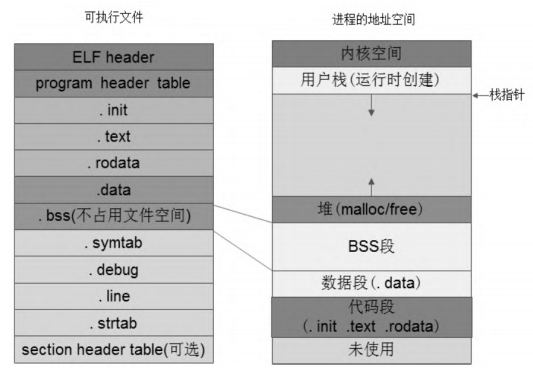 可执行文件
ELF header
program header table
. init
. text
. rodata
.data
. bss(不占用文件空间)
. symtab
. debug
. line
. strtab
section header table(可选)
进程的地址空间
内核空间
用户栈(运行时创建)
栈指针
堆(malloc/free)
BSS段
数据段(. data)
代码段
(. init .text .rodata)
未使用